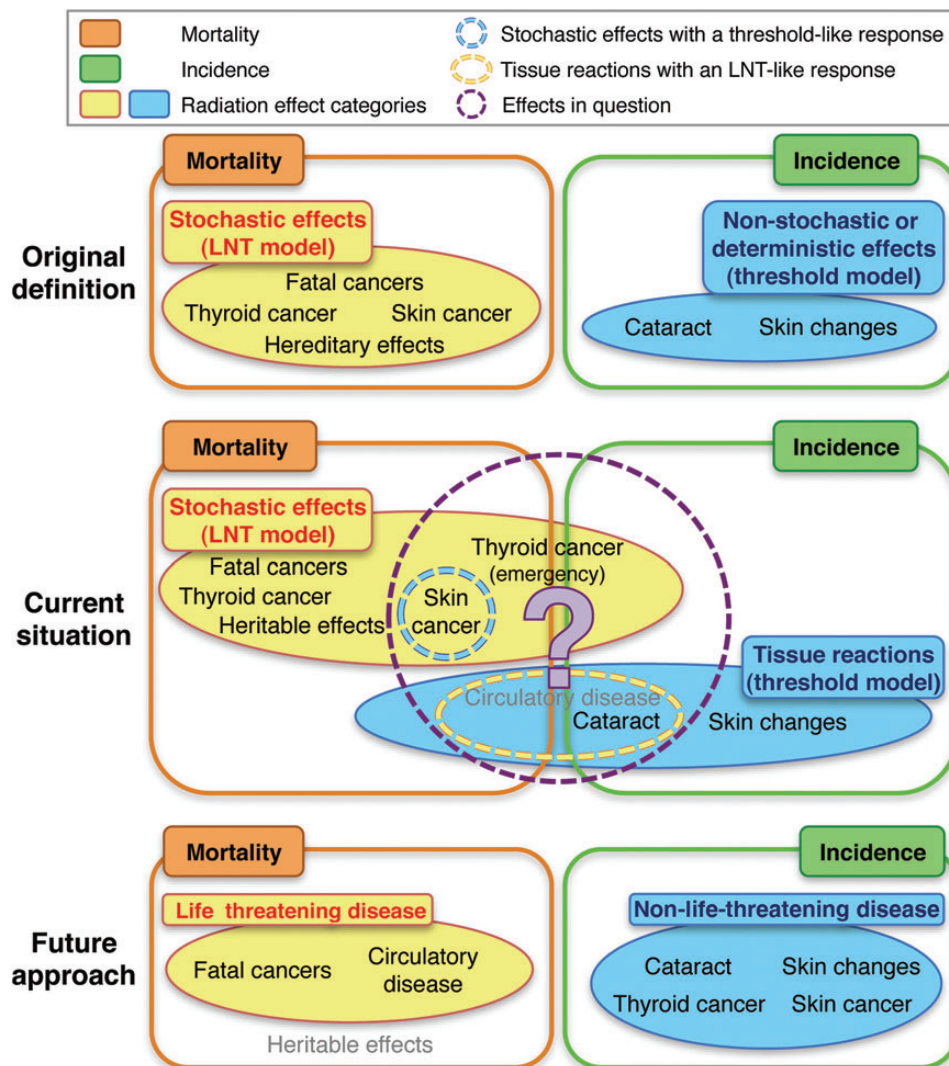 Mortality
Incidence
Radiation effect categories
Stochastic effects with a threshold-like response
Tissue reactions with an LNT-like response
Effects in question
Original
definition
Mortality
Stochastic effects
(LNT model)
Fatal cancers
Thyroid cancer Skin cancer
Hereditary effects
Incidence
Non-stochastic or
deterministic effects
(threshold model)
Cataract Skin changes
Current
situation
Mortality
Stochastic effects
(LNT model)
Fatal cancers
Thyroid cancer
Heritable effects
Skin
cancer
Thyroid cancer
(emergency)
?
Incidence
Tissue reactions
(threshold model)
Circulatory disease
Cataract Skin changes
Future
approach
Mortality
Life threatening disease
Fatal cancers
Circulatory
disease
Heritable effects
Incidence
Non-life-threatening disease
Cataract Skin changes
Thyroid cancer Skin cancer